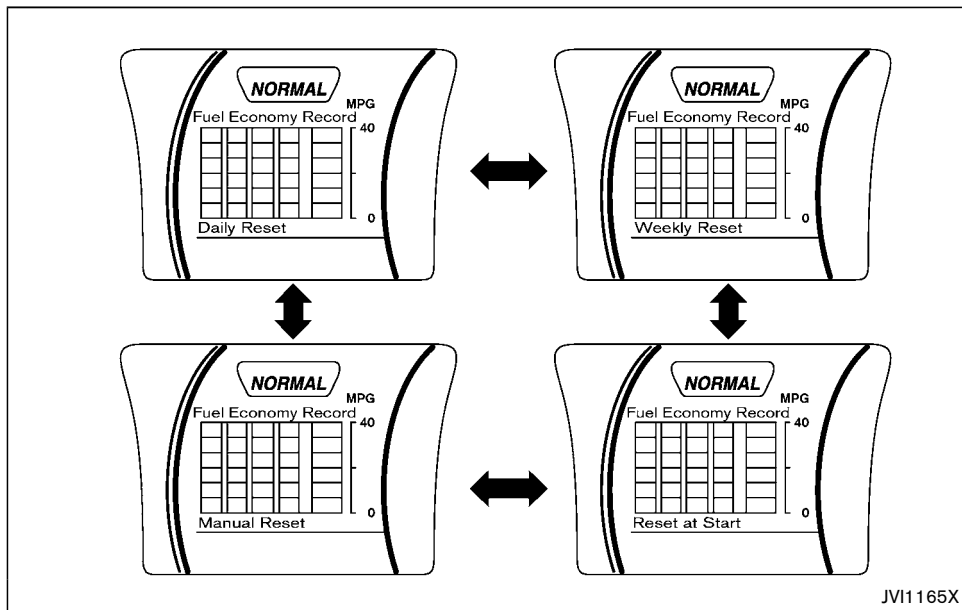 NORMAL
MPG
Fuel Economy Record
40
0
Daily Reset
NORMAL
MPG
Fuel Economy Record
40
0
Weekly Reset
NORMAL
MPG
Fuel Economy Record
40
0
Manual Reset
NORMAL
MPG
Fuel Economy Record
40
0
Reset at Start
JVI1165X